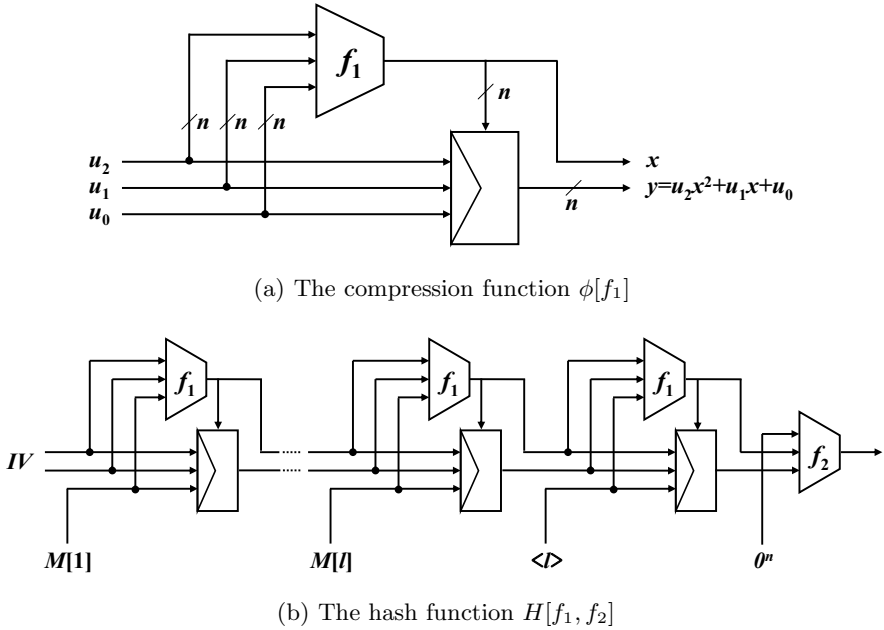 f₁
n n n n
u₂ x
u₁ y=u₂x²+u₁x+u₀
n
u₀
(a) The compression function ϕ[f₁]
f₁ f₁ f₁
f₂
IV ...... ......
M[1] M[l] <l> 0ⁿ
(b) The hash function H[f₁, f₂]